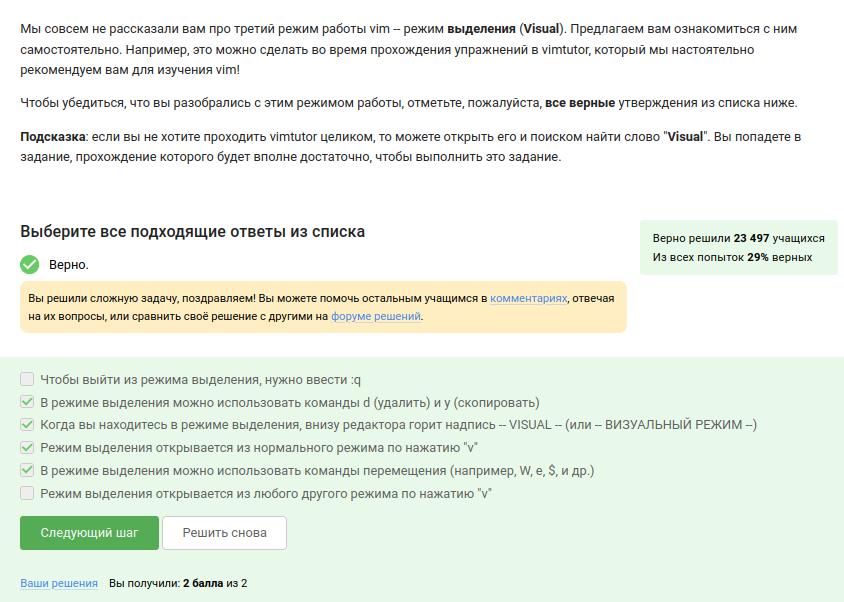 Мы совсем не рассказали вам про третий режим работы vim -- режим выделения (Visual). Предлагаем вам ознакомиться с ним
самостоятельно. Например, это можно сделать во время прохождения упражнений в vimtutor, который мы настоятельно
рекомендуем вам для изучения vim!
Чтобы убедиться, что вы разобрались с этим режимом работы, отметьте, пожалуйста, все верные утверждения из списка ниже.
Подсказка: если вы не хотите проходить vimtutor целиком, то можете открыть его и поиском найти слово "Visual". Вы попадете в
задание, прохождение которого будет вполне достаточно, чтобы выполнить это задание.
Выберите все подходящие ответы из списка
Верно решили 23 497 учащихся
Из всех попыток 29% верных
Верно.
Вы решили сложную задачу, поздравляем! Вы можете помочь остальным учащимся в комментариях, отвечая
на их вопросы, или сравнить своё решение с другими на форуме решений.
Чтобы выйти из режима выделения, нужно ввести :q
В режиме выделения можно использовать команды d (удалить) и y (скопировать)
Когда вы находитесь в режиме выделения, внизу редактора горит надпись -- VISUAL -- (или -- ВИЗУАЛЬНЫЙ РЕЖИМ --)
Режим выделения открывается из нормального режима по нажатию "v"
В режиме выделения можно использовать команды перемещения (например, W, e, $, и др.)
Режим выделения открывается из любого другого режима по нажатию "v"
Следующий шаг
Решить снова
Ваши решения Вы получили: 2 балла из 2